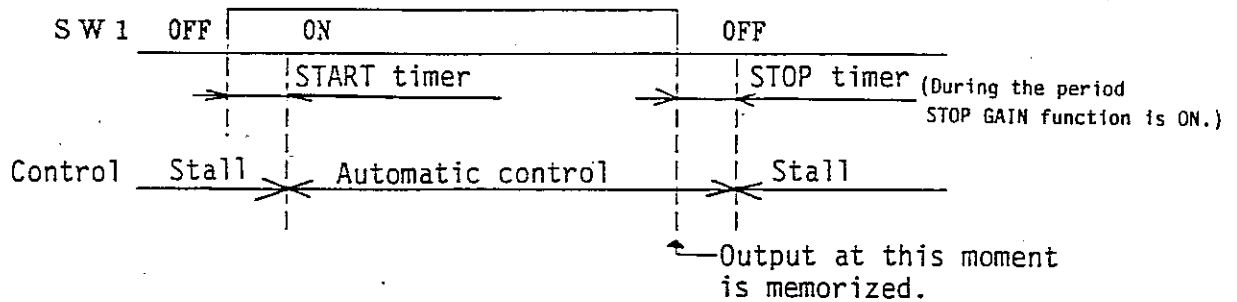 SW1 OFF ON OFF
START timer STOP timer (During the period
STOP GAIN function is ON.)
Control Stall Automatic control Stall
Output at this moment
is memorized.